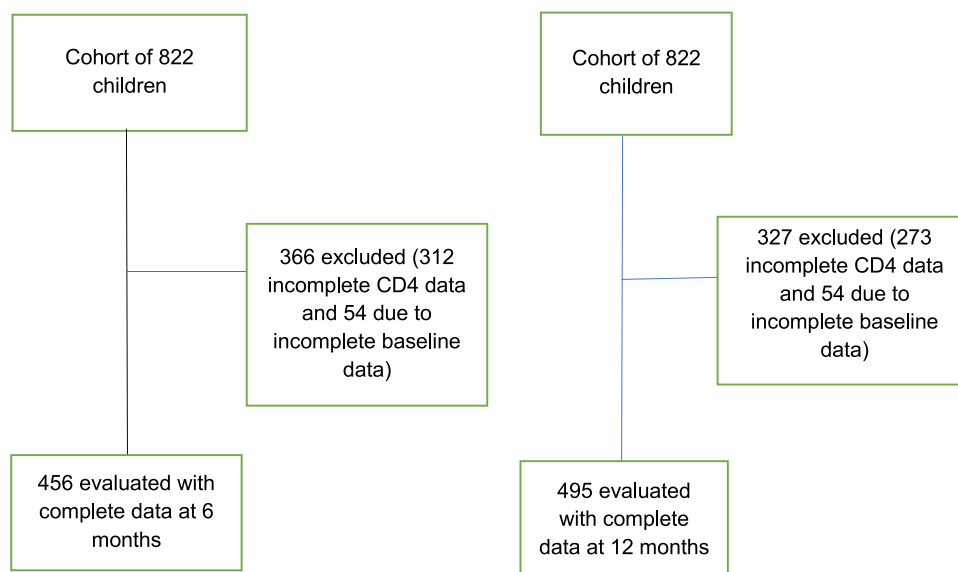 Cohort of 822
children
366 excluded (312
incomplete CD4 data
and 54 due to
incomplete baseline
data)
456 evaluated with
complete data at 6
months
Cohort of 822
children
327 excluded (273
incomplete CD4 data
and 54 due to
incomplete baseline
data)
495 evaluated
with complete
data at 12 months